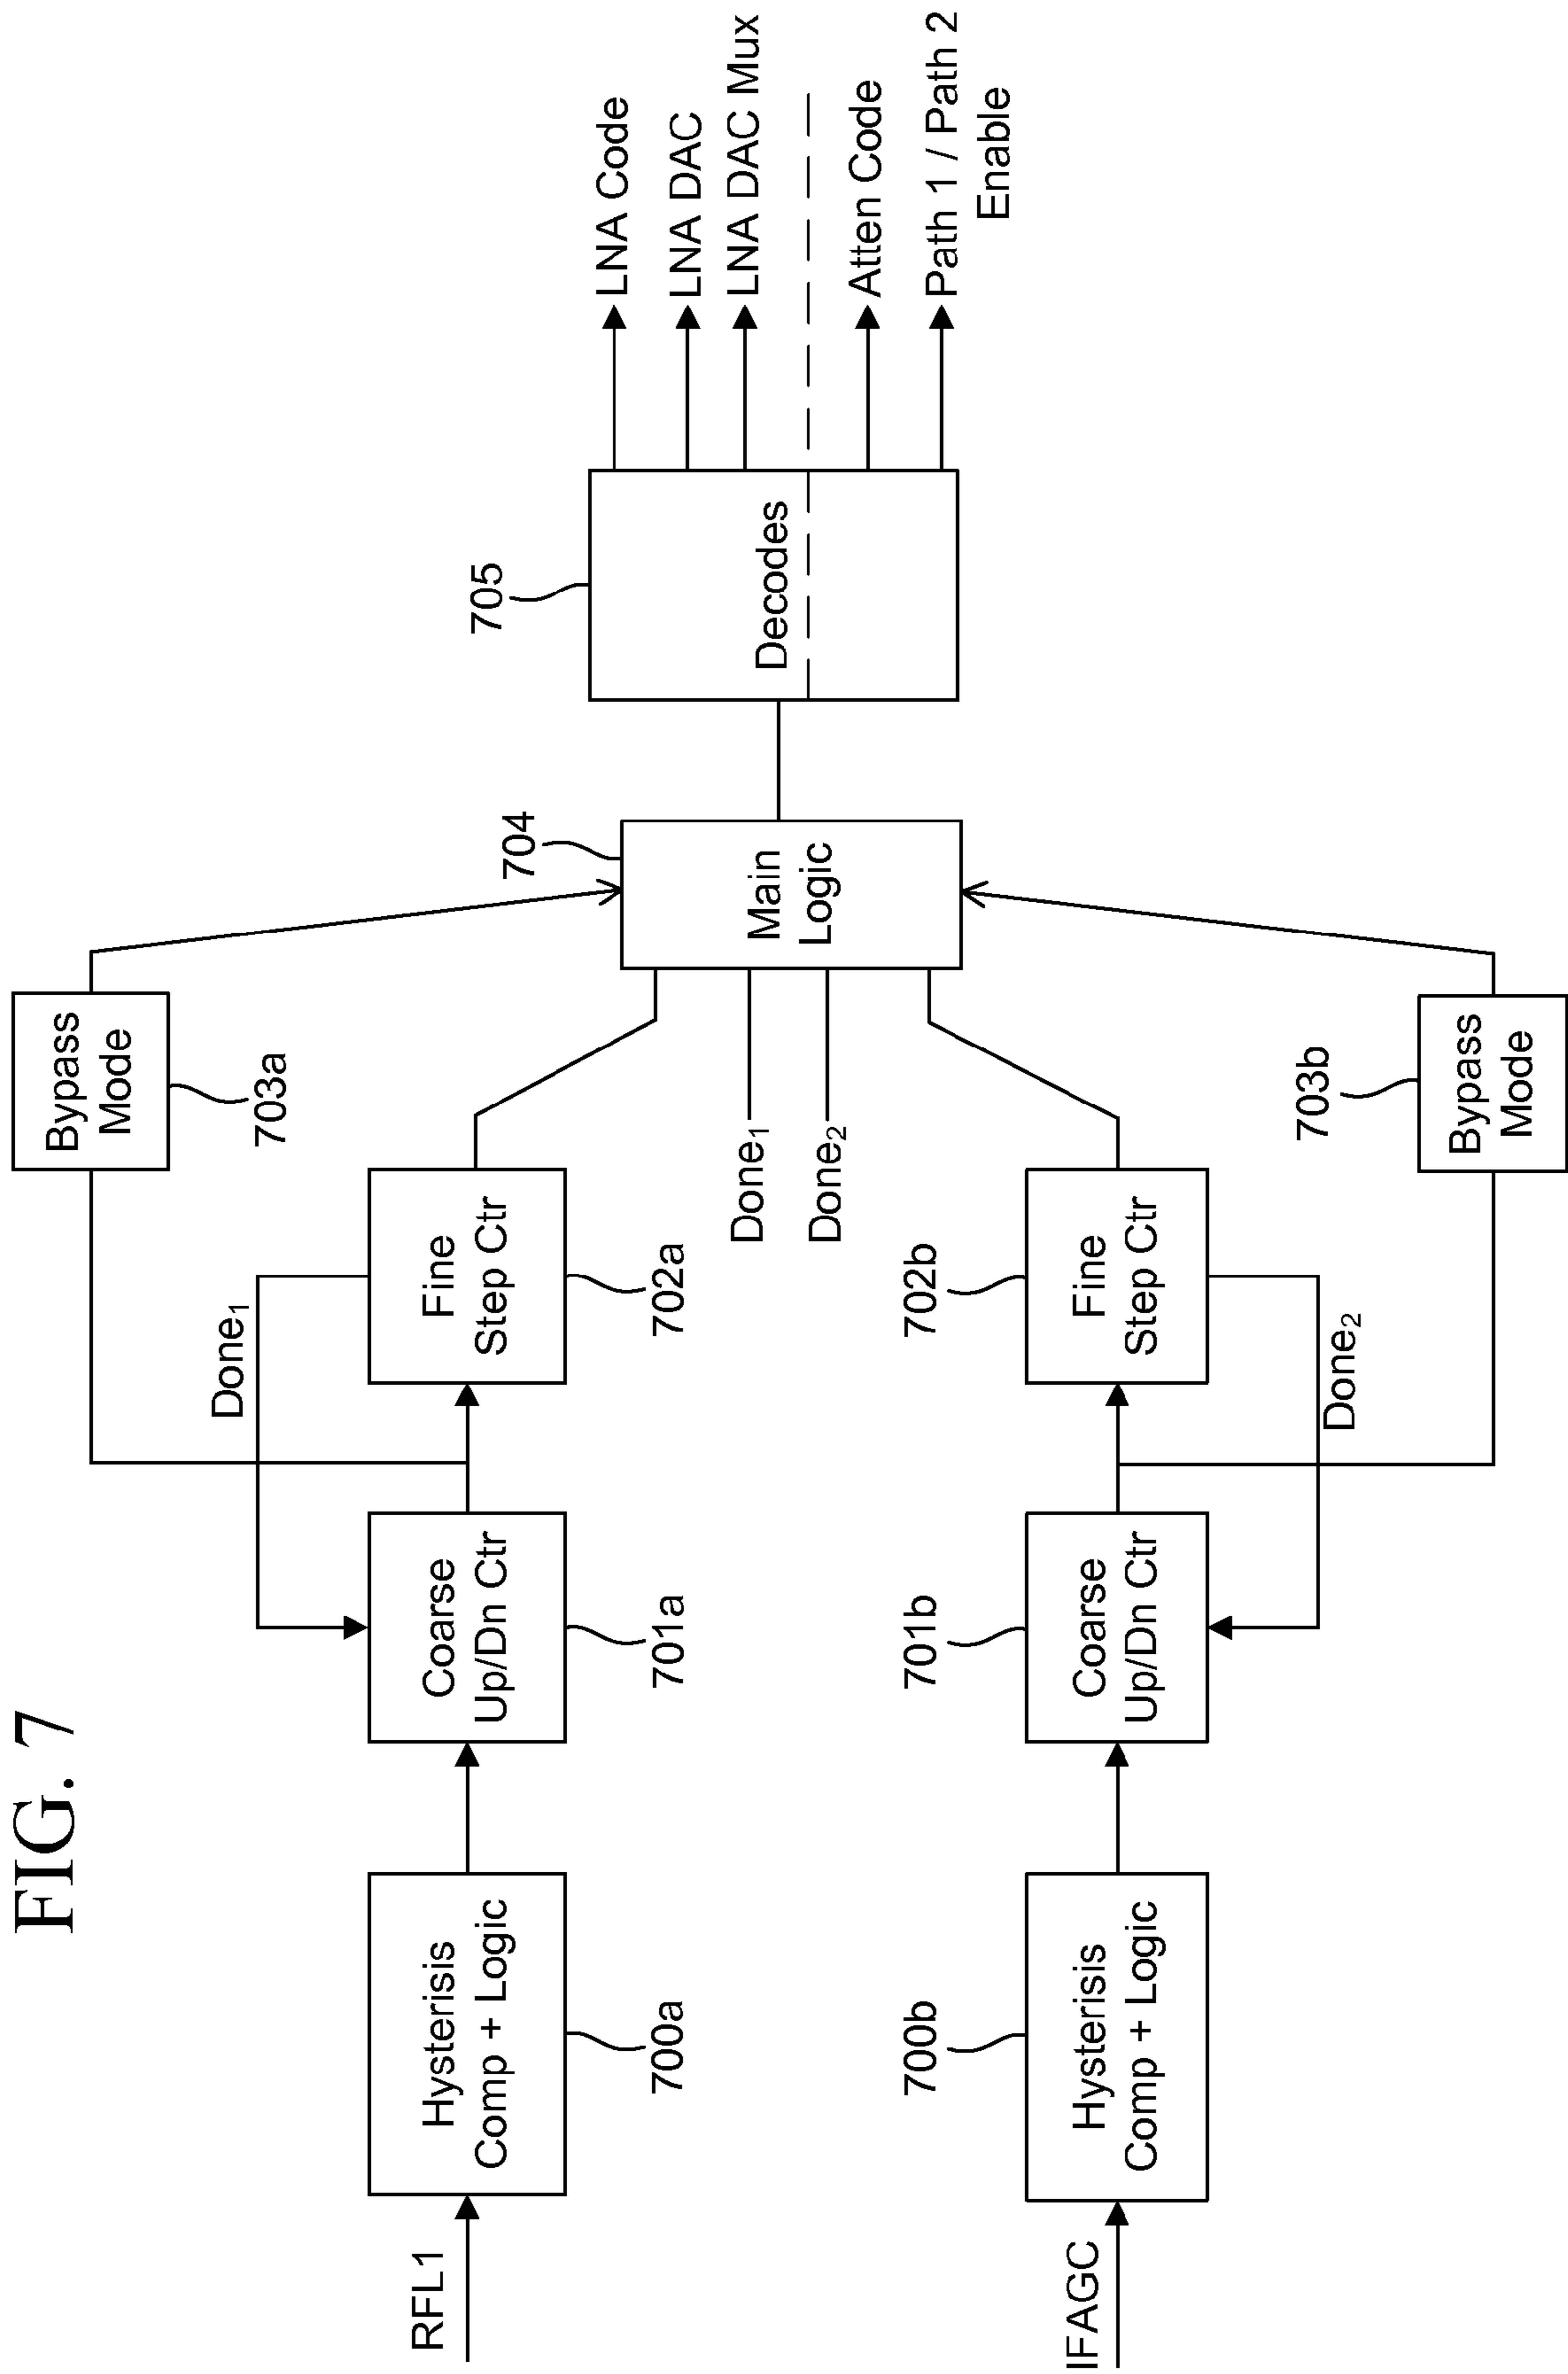 FIG. 7
RFL1
Hysterisis
Comp + Logic
700a
Coarse
Up/Dn Ctr
701a
Done₁
Fine
Step Ctr
702a
Bypass
Mode
703a
IFAGC
Hysterisis
Comp + Logic
700b
Coarse
Up/Dn Ctr
701b
Done₂
Fine
Step Ctr
702b
Bypass
Mode
703b
Done₁
Done₂
Main
Logic
704
Decodes
705
LNA Code
LNA DAC
LNA DAC Mux
Atten Code
Path 1 / Path 2
Enable